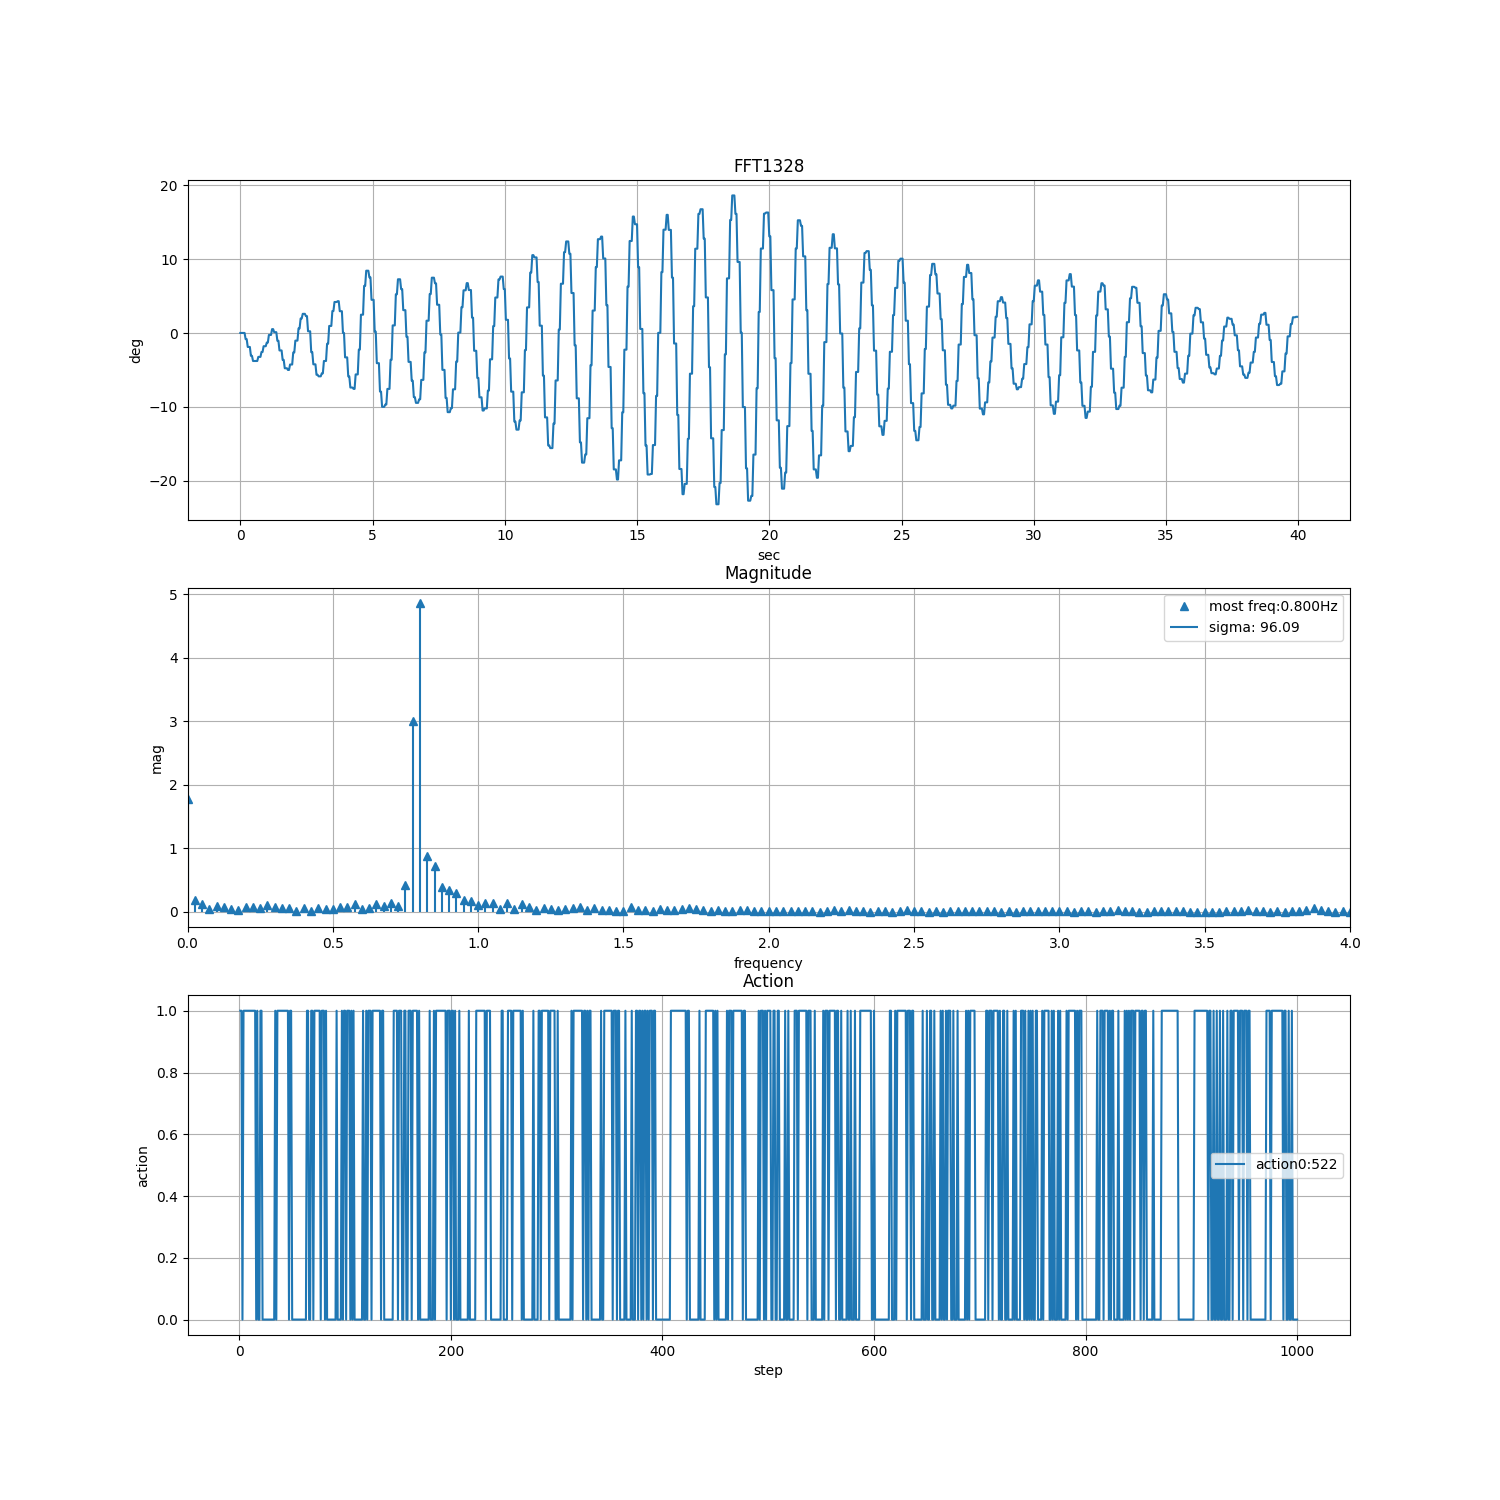 FFT1328
20
10
0
−10
−20
deg
0 5 10 15 20 25 30 35 40
sec
Magnitude
5
4
3
2
1
0
mag
most freq:0.800Hz
sigma: 96.09
0.0 0.5 1.0 1.5 2.0 2.5 3.0 3.5 4.0
frequency
Action
1.0
0.8
0.6
0.4
0.2
0.0
action
action0:522
0 200 400 600 800 1000
step